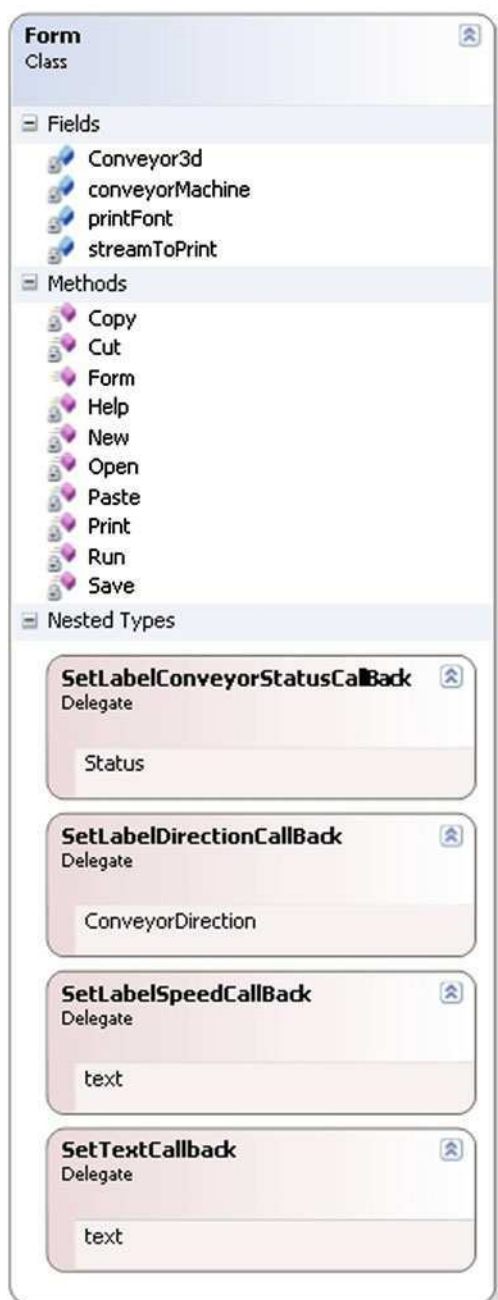 Form
Class
Fields
Conveyor3d
conveyorMachine
printFont
streamToPrint
Methods
Copy
Cut
Form
Help
New
Open
Paste
Print
Run
Save
Nested Types
SetLabelConveyorStatusCallBack
Delegate
Status
SetLabelDirectionCallBack
Delegate
ConveyorDirection
SetLabelSpeedCallBack
Delegate
text
SetTextCallback
Delegate
text